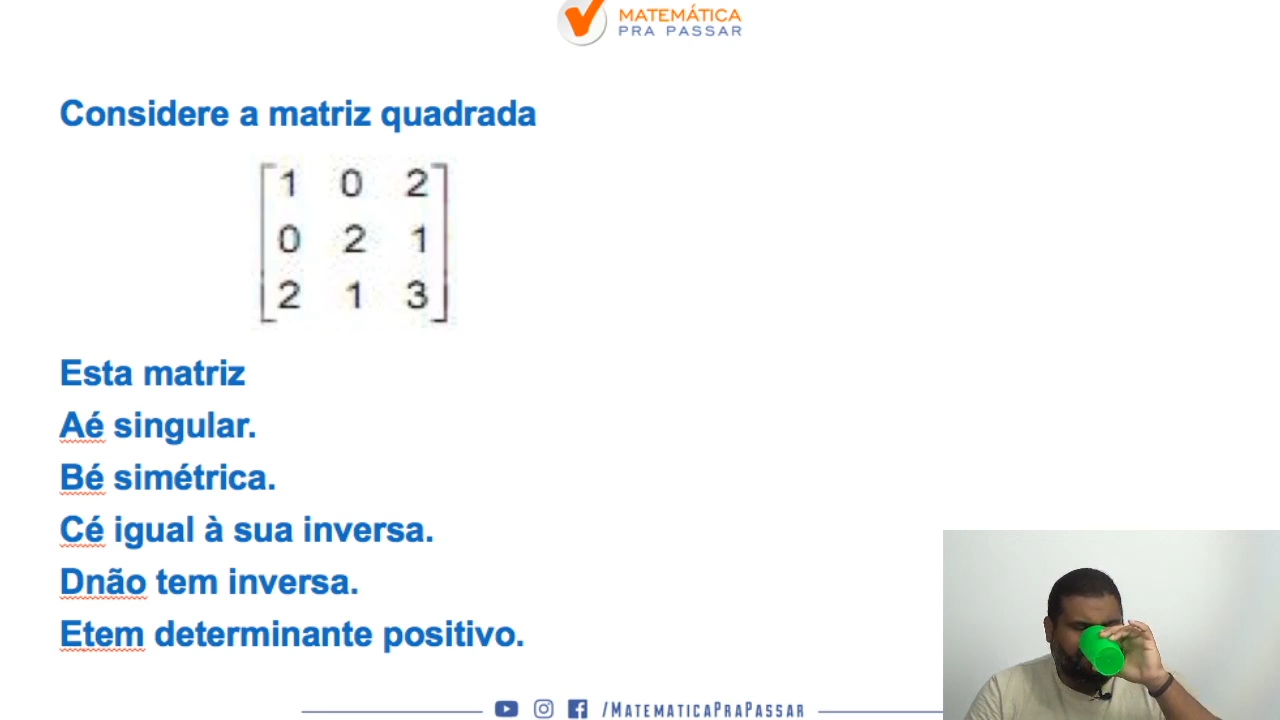 MATEMÁTICA
PRA PASSAR
Considere a matriz quadrada
1 0 2
0 2 1
2 1 3
Esta matriz
Aé singular.
Bé simétrica.
Cé igual à sua inversa.
Dnão tem inversa.
Etem determinante positivo.
/MATEMATICAPRAPASSAR